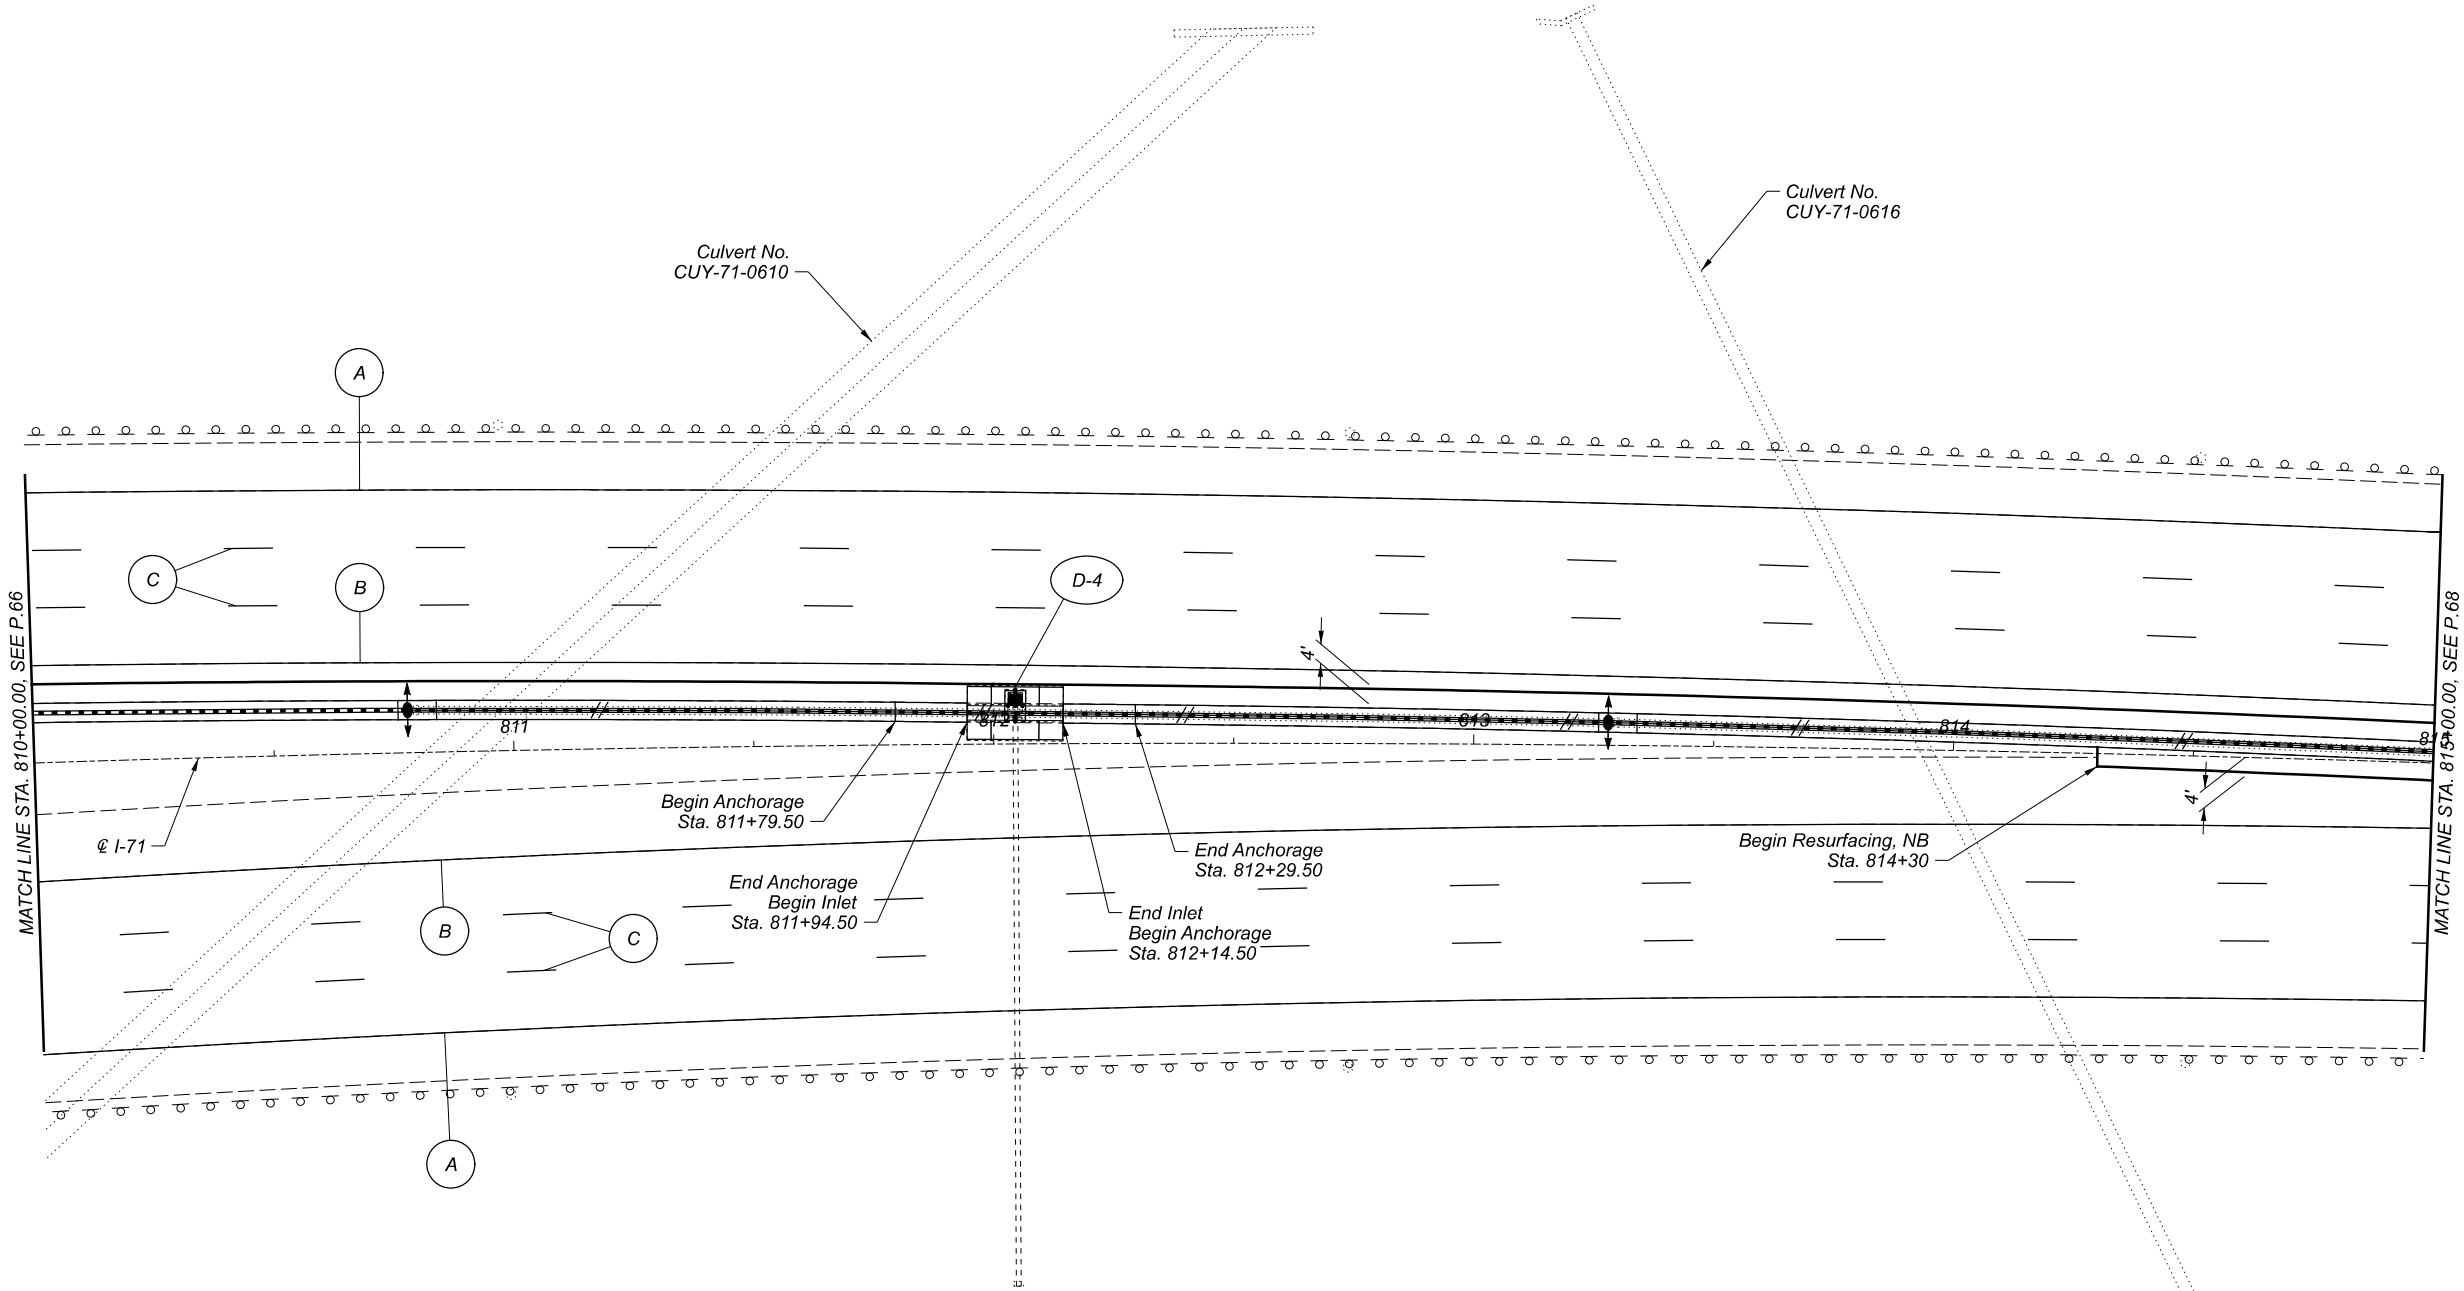 Culvert No.
CUY-71-0616
Culvert No.
CUY-71-0610
A
C
B
D-4
4'
MATCH LINE STA. 810+00.00, SEE P.66
MATCH LINE STA. 815+00.00, SEE P.68
811
812
813
814
815
Begin Anchorage
Sta. 811+79.50
4'
℄ I-71
End Anchorage
Sta. 812+29.50
Begin Resurfacing, NB
Sta. 814+30
End Anchorage
Begin Inlet
Sta. 811+94.50
End Inlet
Begin Anchorage
Sta. 812+14.50
B
C
A